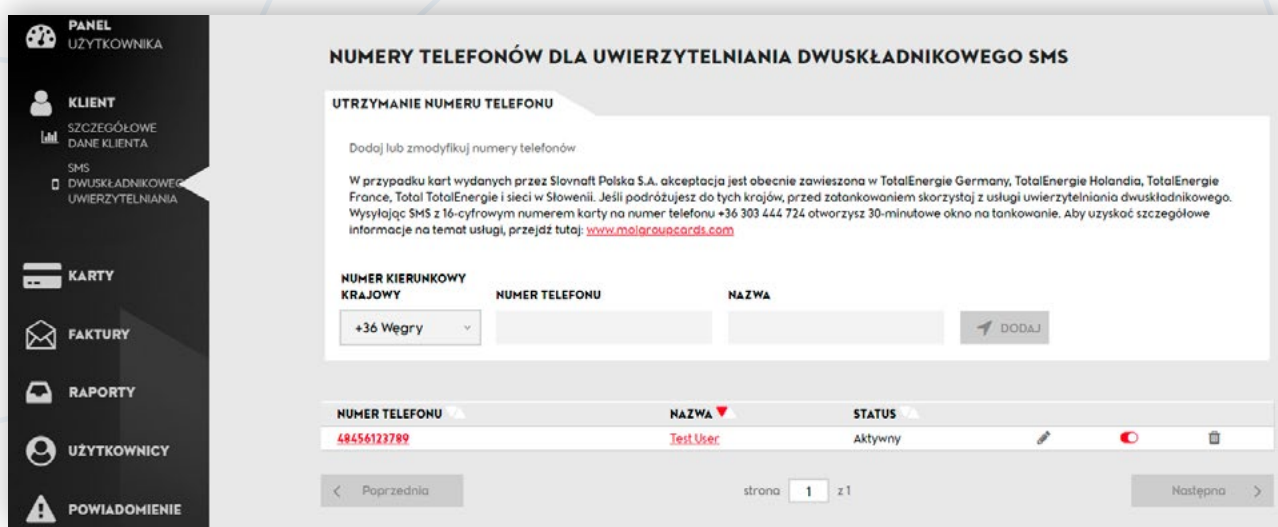 PANEL
UŻYTKOWNIKA
KLIENT
SZCZEGÓŁOWE
DANE KLIENTA
SMS
DWUSKŁADNIKOWEGO
UWIERZYTELNIANIA
KARTY
FAKTURY
RAPORTY
UŻYTKOWNICY
POWIADOMIENIE
NUMERY TELEFONÓW DLA UWIERZYTELNIANIA DWUSKŁADNIKOWEGO SMS
UTRZYMANIE NUMERU TELEFONU
Dodaj lub zmodyfikuj numery telefonów
W przypadku kart wydanych przez Slovnaft Polska S.A. akceptacja jest obecnie zawieszona w TotalEnergie Germany, TotalEnergie Holandia, TotalEnergie
France, Total TotalEnergie i sieci w Słowenii. Jeśli podróżujesz do tych krajów, przed zatankowaniem skorzystaj z usługi uwierzytelniania dwuskładnikowego.
Wysyłając SMS z 16-cyfrowym numerem karty na numer telefonu +36 303 444 724 otworzysz 30-minutowe okno na tankowanie. Aby uzyskać szczegółowe
informacje na temat usługi, przejdź tutaj: www.molgroupcards.com
NUMER KIERUNKOWY
KRAJOWY NUMER TELEFONU NAZWA
+36 Węgry DODAJ
NUMER TELEFONU NAZWA STATUS
48456123789 Test User Aktywny
< Poprzednia strona 1 z 1 Następna >